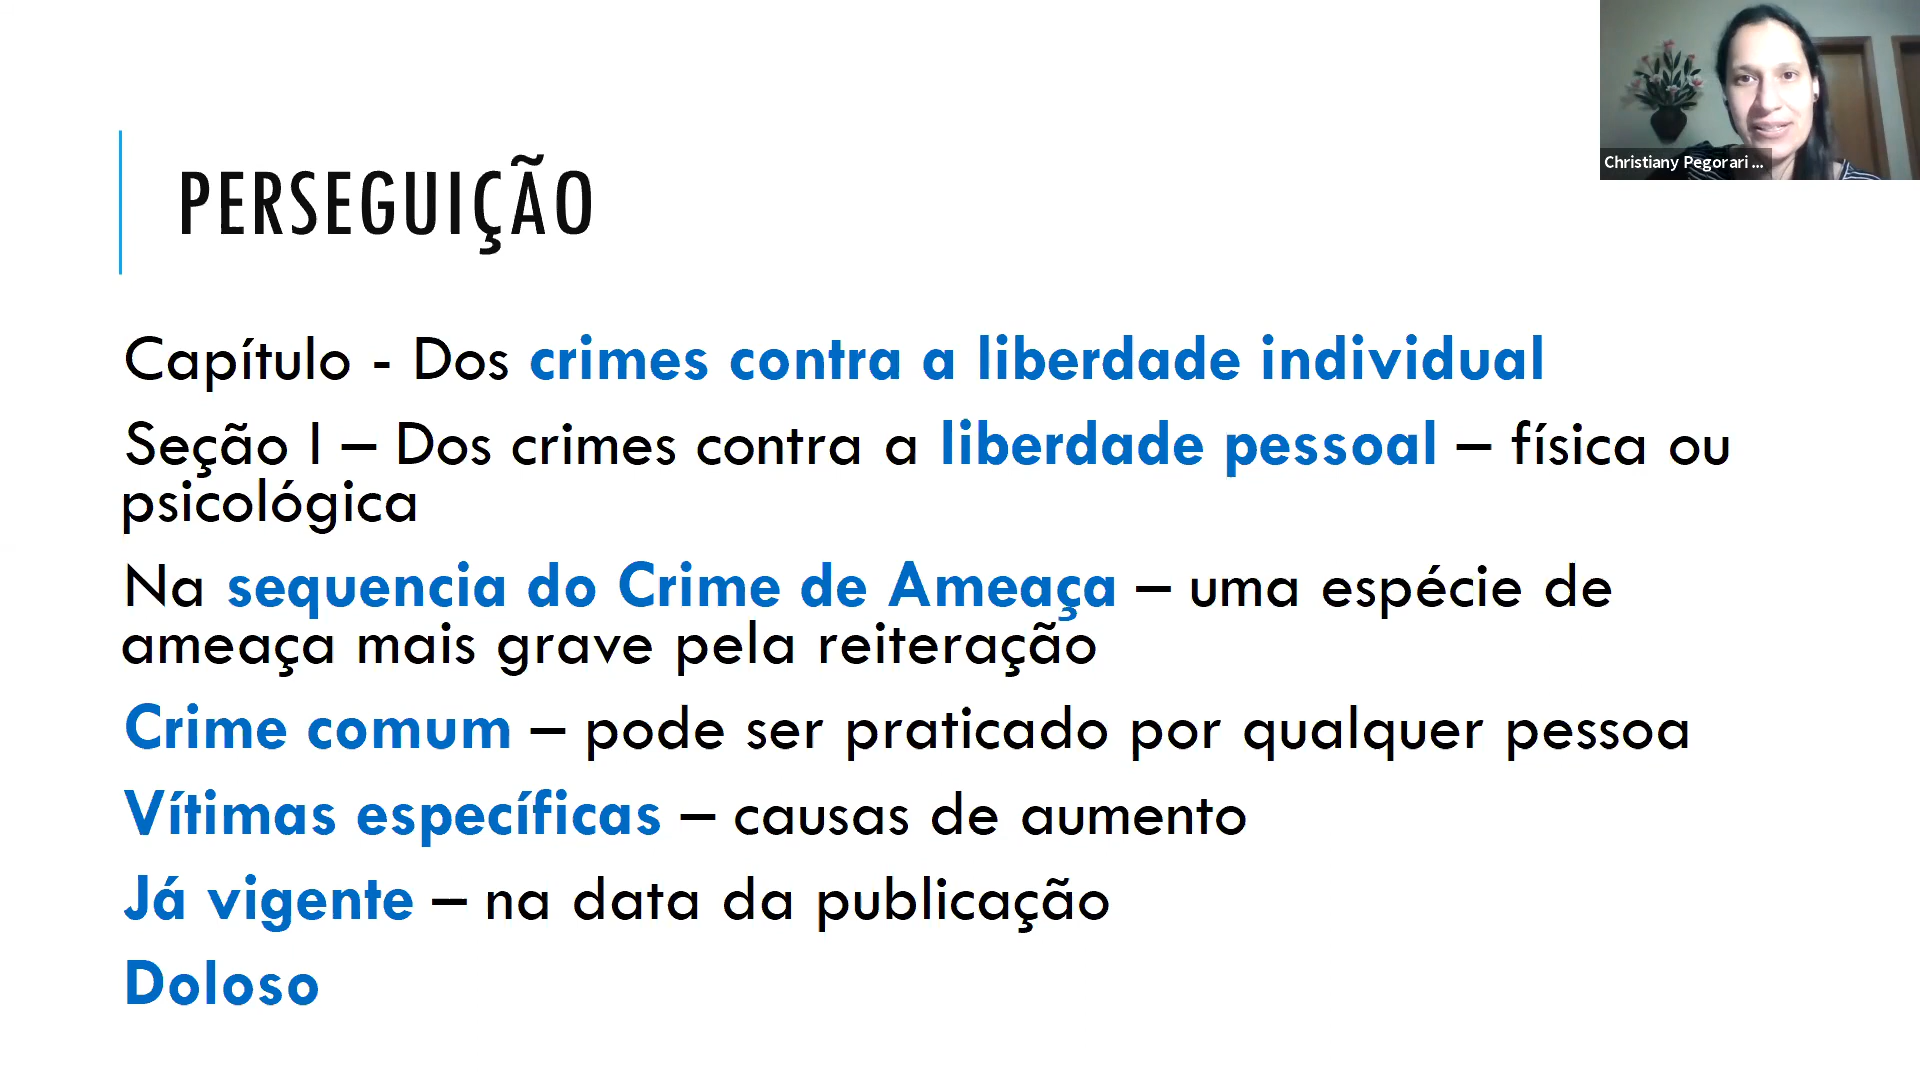 Christiany Pegorari ...
PERSEGUIÇÃO
Capítulo - Dos crimes contra a liberdade individual
Seção I – Dos crimes contra a liberdade pessoal – física ou
psicológica
Na sequencia do Crime de Ameaça – uma espécie de
ameaça mais grave pela reiteração
Crime comum – pode ser praticado por qualquer pessoa
Vítimas específicas – causas de aumento
Já vigente – na data da publicação
Doloso